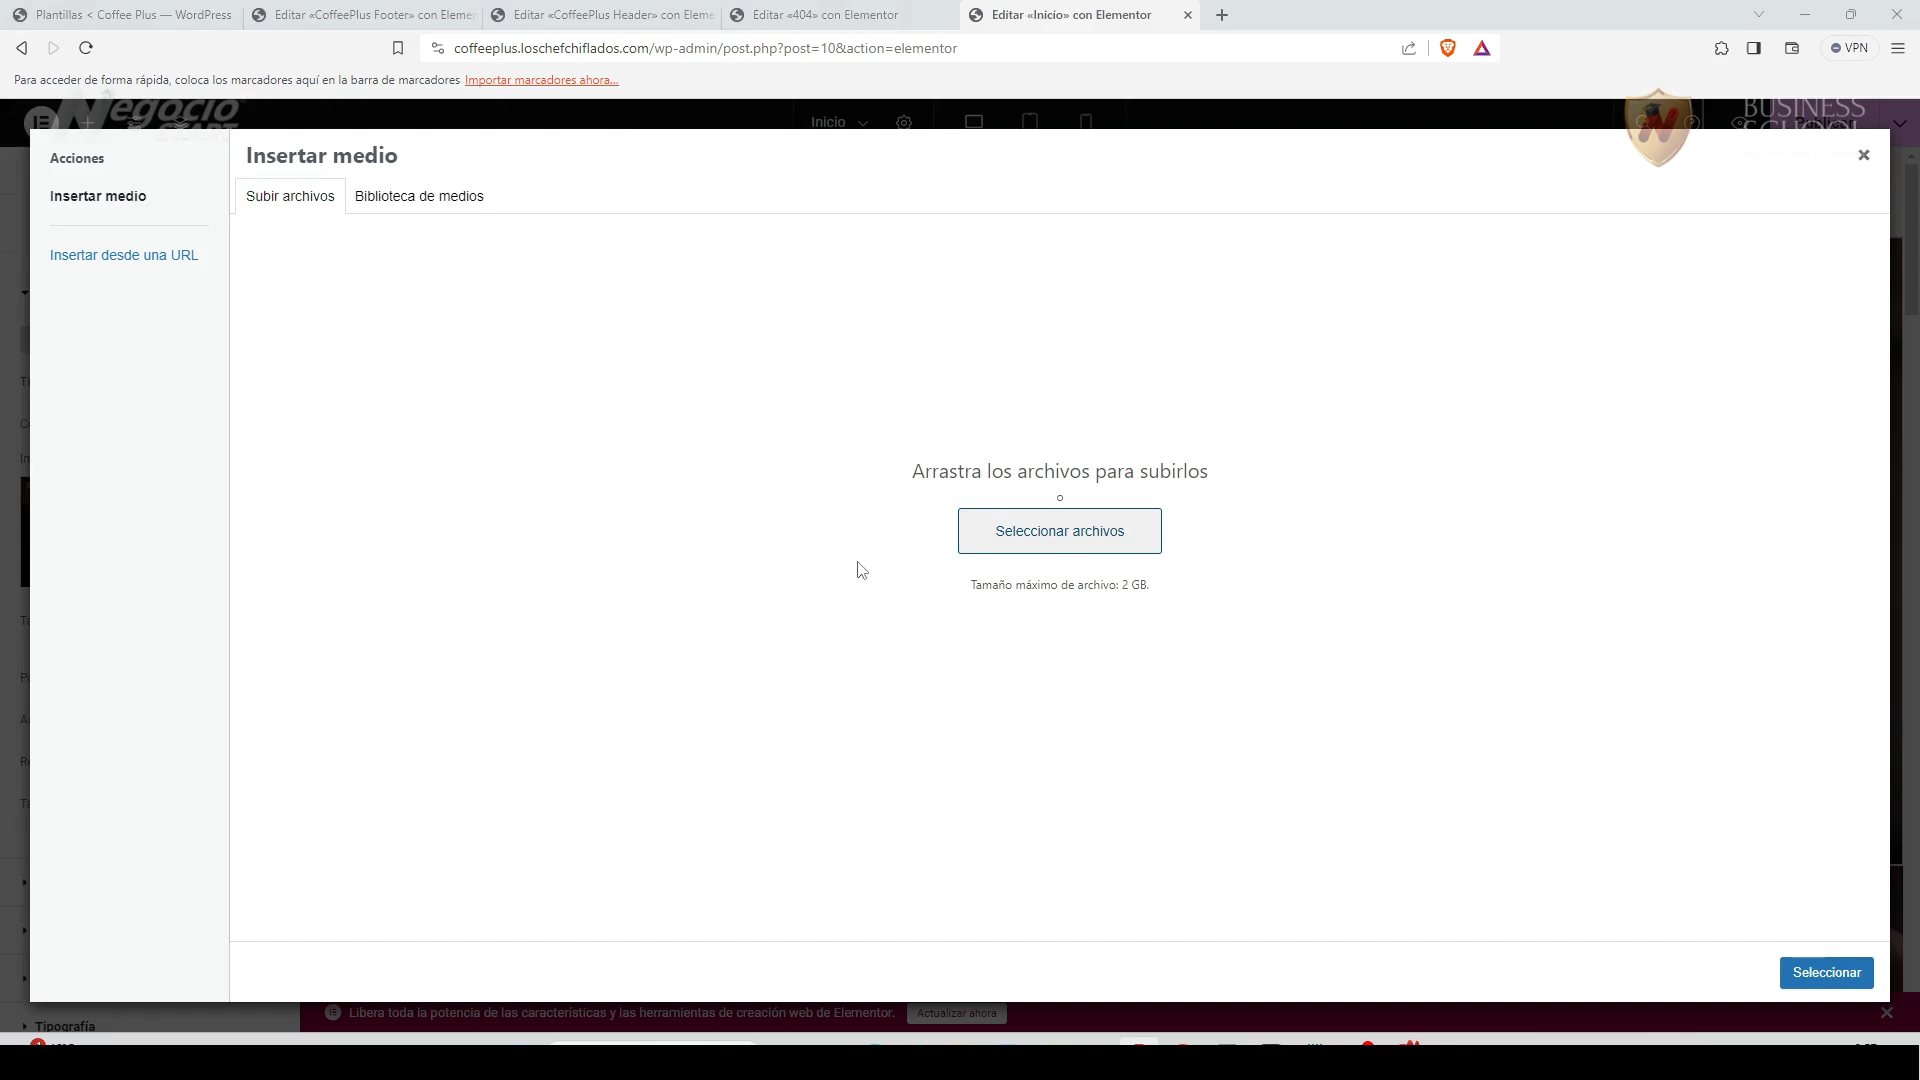 Plantillas < Coffee Plus — WordPress
Editar «CoffeePlus Footer» con Elemen
Editar «CoffeePlus Header» con Eleme
Editar «404» con Elementor
Editar «Inicio» con Elementor
coffeeplus.loschefchiflados.com/wp-admin/post.php?post=10&action=elementor
VPN
Para acceder de forma rápida, coloca los marcadores aquí en la barra de marcadores Importar marcadores ahora...
Negocio
START
Inicio
BUSINESS
SCHOOL
Acciones
Insertar medio
Insertar desde una URL
Insertar medio
Subir archivos
Biblioteca de medios
Arrastra los archivos para subirlos
o
Seleccionar archivos
Tamaño máximo de archivo: 2 GB.
Seleccionar
Libera toda la potencia de las características y las herramientas de creación web de Elementor.
Actualizar ahora
Tipografía